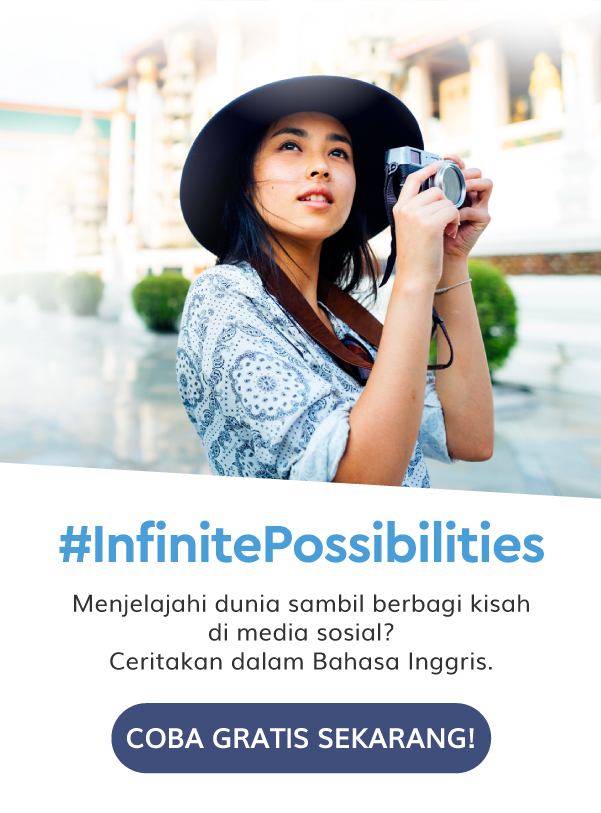 #InfinitePossibilities
Menjelajahi dunia sambil berbagi kisah
di media sosial?
Ceritakan dalam Bahasa Inggris.
COBA GRATIS SEKARANG!